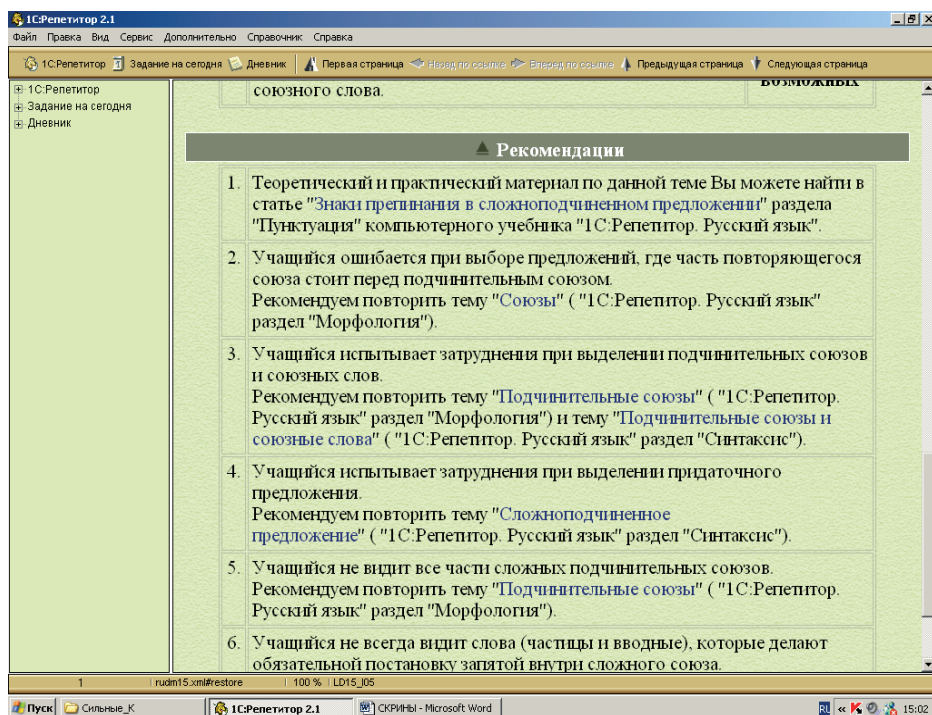 1С:Репетитор 2.1
Файл Правка Вид Сервис Дополнительно Справочник Справка
1С:Репетитор Задание на сегодня Дневник Первая страница Назад по ссылке Вперед по ссылке Предыдущая страница Следующая страница
1С:Репетитор
Задание на сегодня
Дневник
союзного слова.
возможных
Рекомендации
1. Теоретический и практический материал по данной теме Вы можете найти в
статье "Знаки препинания в сложноподчиненном предложении" раздела
"Пунктуация" компьютерного учебника "1С:Репетитор. Русский язык".
2. Учащийся ошибается при выборе предложений, где часть повторяющегося
союза стоит перед подчинительным союзом.
Рекомендуем повторить тему "Союзы" ( "1С:Репетитор. Русский язык"
раздел "Морфология").
3. Учащийся испытывает затруднения при выделении подчинительных союзов
и союзных слов.
Рекомендуем повторить тему "Подчинительные союзы" ( "1С:Репетитор.
Русский язык" раздел "Морфология") и тему "Подчинительные союзы и
союзные слова" ( "1С:Репетитор. Русский язык" раздел "Синтаксис").
4. Учащийся испытывает затруднения при выделении придаточного
предложения.
Рекомендуем повторить тему "Сложноподчиненное
предложение" ( "1С:Репетитор. Русский язык" раздел "Синтаксис").
5. Учащийся не видит все части сложных подчинительных союзов.
Рекомендуем повторить тему "Подчинительные союзы" ( "1С:Репетитор.
Русский язык" раздел "Морфология").
6. Учащийся не всегда видит слова (частицы и вводные), которые делают
обязательной постановку запятой внутри сложного союза.
1 rudm15.xml#restore 100 % LD15_I05
Пуск Сильные_К 1С:Репетитор 2.1 СКРИНЫ - Microsoft Word RU « 15:02